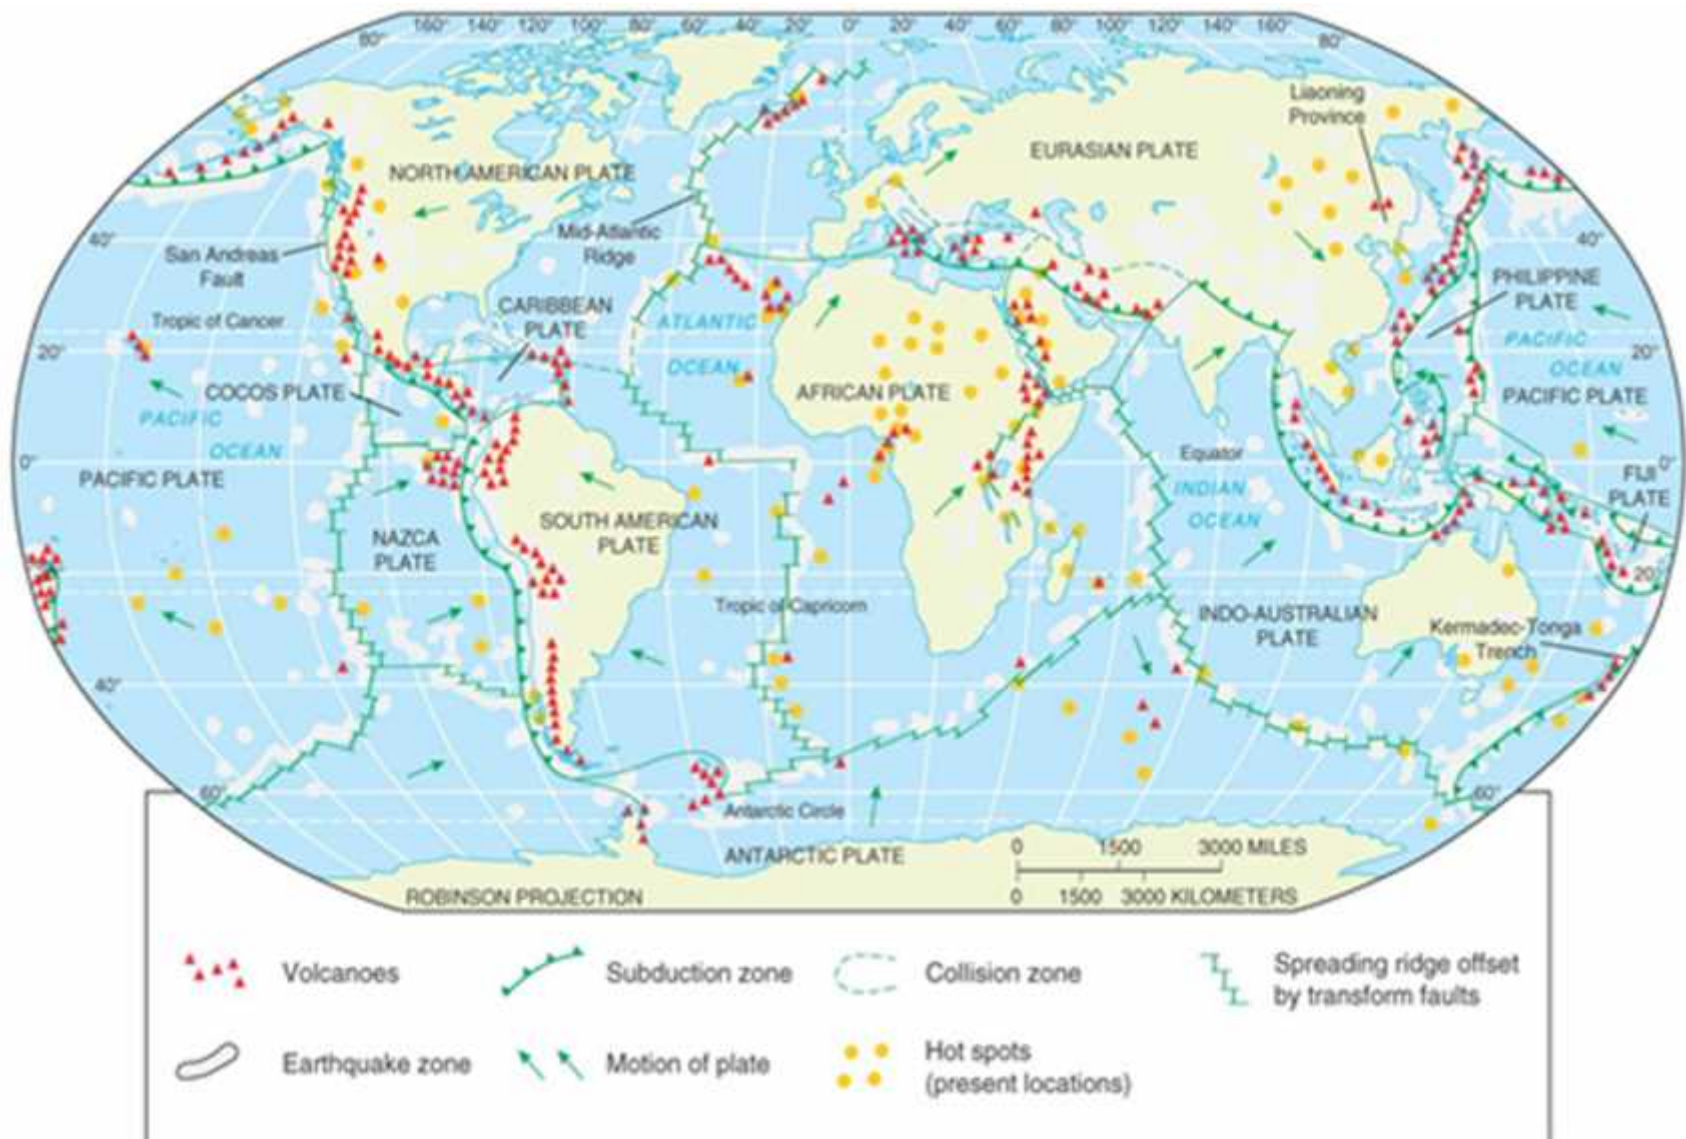 160° 140° 120° 100° 80° 60° 40° 20° 0° 20° 40° 60° 80° 100° 120° 140° 160°
80°
80°
Liaoning
Province
NORTH AMERICAN PLATE
EURASIAN PLATE
Mid-Atlantic
Ridge
San Andreas
Fault
40°
40°
PHILIPPINE
PLATE
CARIBBEAN
PLATE
Tropic of Cancer
ATLANTIC
OCEAN
PACIFIC
OCEAN
20°
20°
COCOS PLATE
AFRICAN PLATE
PACIFIC PLATE
PACIFIC
OCEAN
Equator
0°
0°
PACIFIC PLATE
INDIAN
OCEAN
FIJI
PLATE
NAZCA
PLATE
SOUTH AMERICAN
PLATE
20°
Tropic of Capricorn
INDO-AUSTRALIAN
PLATE
Kermadec-Tonga
Trench
40°
60°
60°
Antarctic Circle
ANTARCTIC PLATE
0 1500 3000 MILES
0 1500 3000 KILOMETERS
ROBINSON PROJECTION
Volcanoes
Subduction zone
Collision zone
Spreading ridge offset
by transform faults
Earthquake zone
Motion of plate
Hot spots
(present locations)